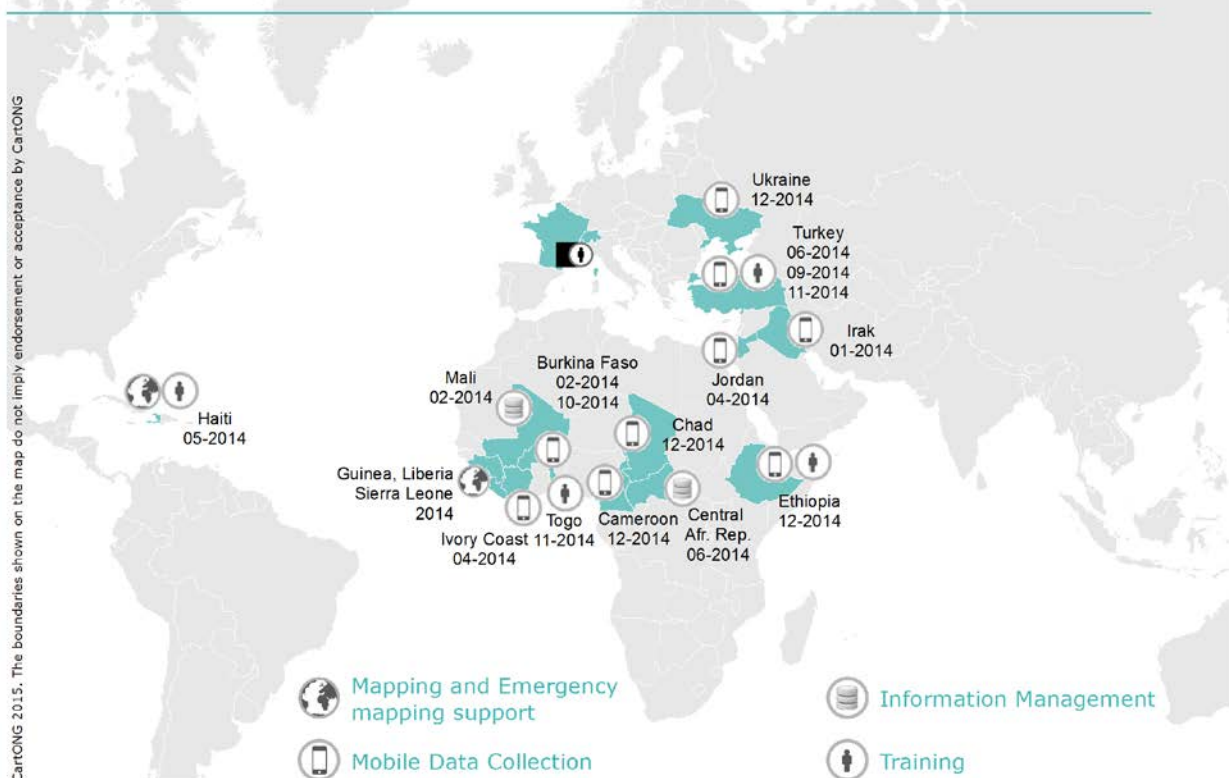 CartONG 2015. The boundaries shown on the map do not imply endorsement or acceptance by CartONG
Ukraine
12-2014
Turkey
06-2014
09-2014
11-2014
Irak
01-2014
Jordan
04-2014
Burkina Faso
02-2014
10-2014
Mali
02-2014
Chad
12-2014
Haiti
05-2014
Guinea, Liberia
Sierra Leone
2014
Ivory Coast
04-2014
Togo
11-2014
Cameroon
12-2014
Central
Afr. Rep.
06-2014
Ethiopia
12-2014
Mapping and Emergency
mapping support
Mobile Data Collection
Information Management
Training